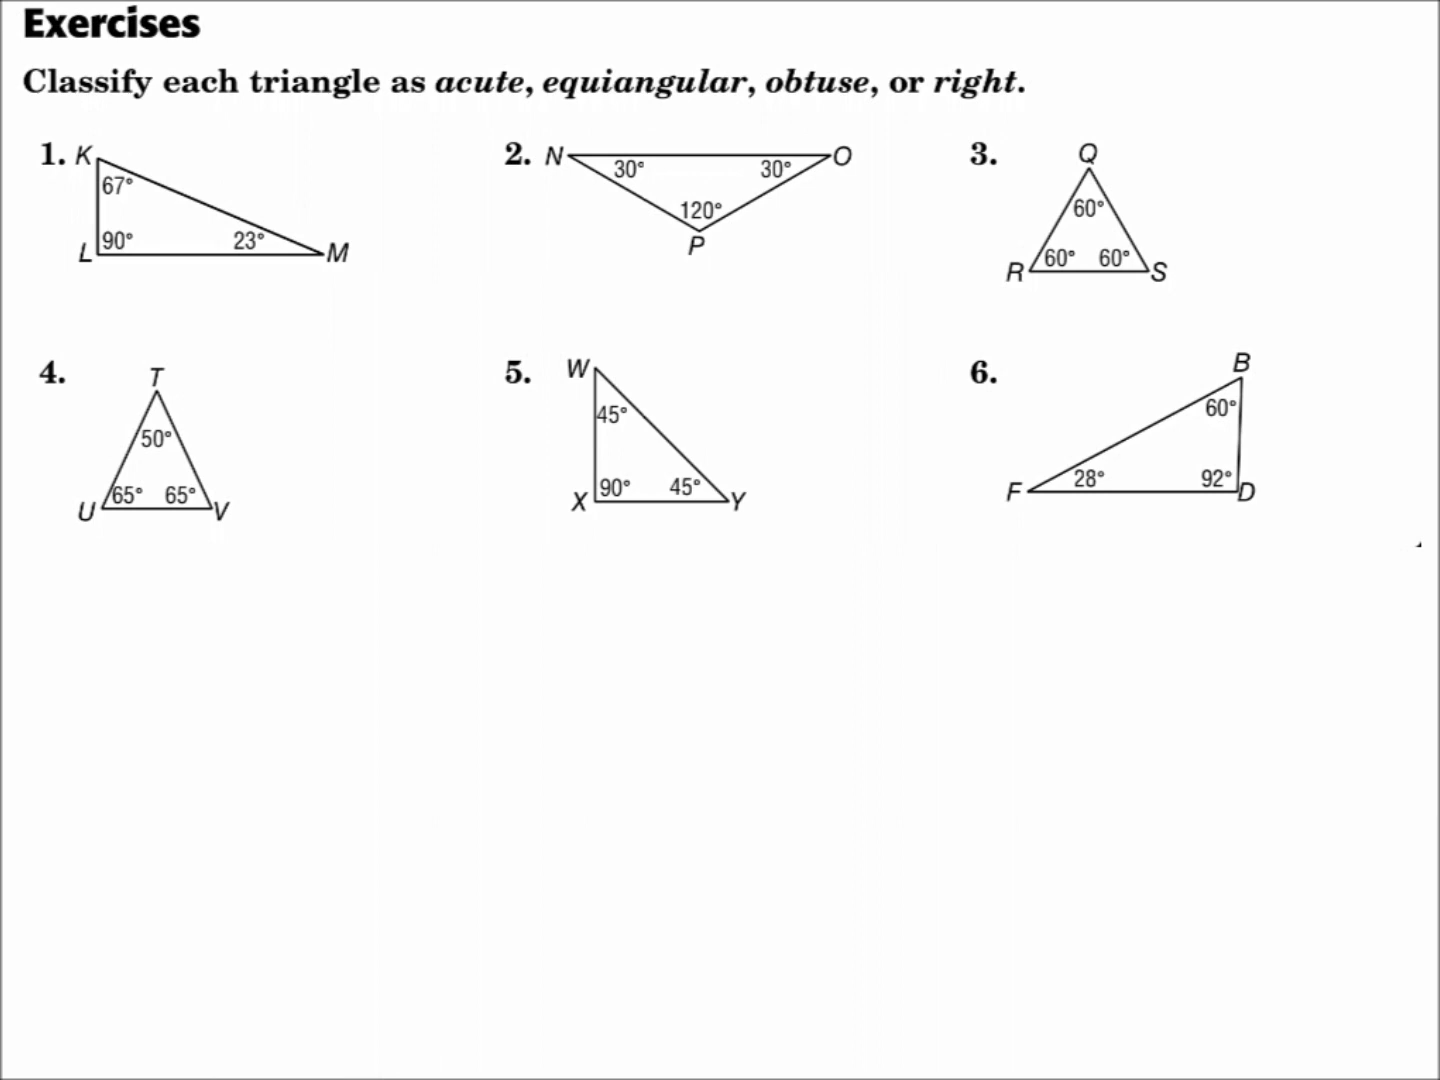 Exercises
Classify each triangle as acute, equiangular, obtuse, or right.
1. K
67°
L 90° 23° M
2. N 30° 30° O
120°
P
3. Q
60°
R 60° 60° S
4. T
50°
U 65° 65° V
5. W
45°
X 90° 45° Y
6. B
60°
F 28° 92° D